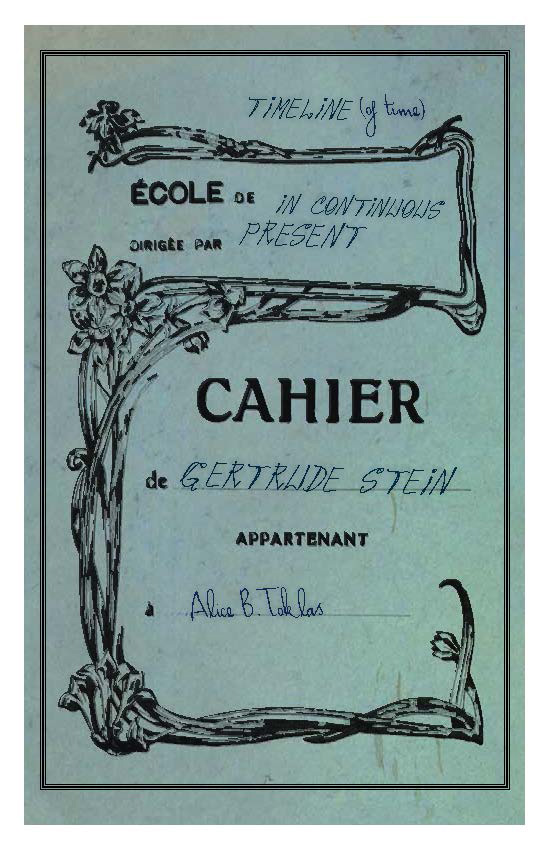 TIMELINE (of time)
ÉCOLE DE IN CONTINUOUS
DIRIGÉE PAR PRESENT
CAHIER
de GERTRUDE STEIN
APPARTENANT
à Alice B. Toklas